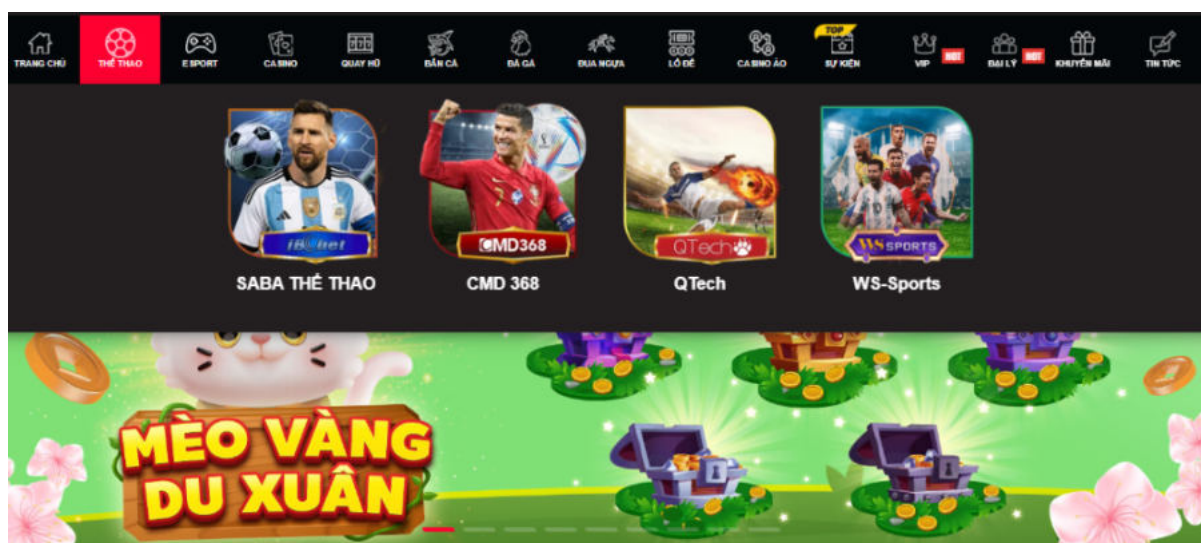 TRANG CHỦ
THỂ THAO
ESPORT
CASINO
QUAY HŨ
BẮN CÁ
ĐÁ GÀ
ĐUA NGỰA
LÔ ĐỀ
CASINO ẢO
TOP
SỰ KIỆN
VIP
HOT
ĐẠI LÝ
HOT
KHUYẾN MÃI
TIN TỨC
CMD368
QTech
WS SPORTS
SABA THỂ THAO
CMD 368
QTech
WS-Sports
MÈO VÀNG
DU XUÂN